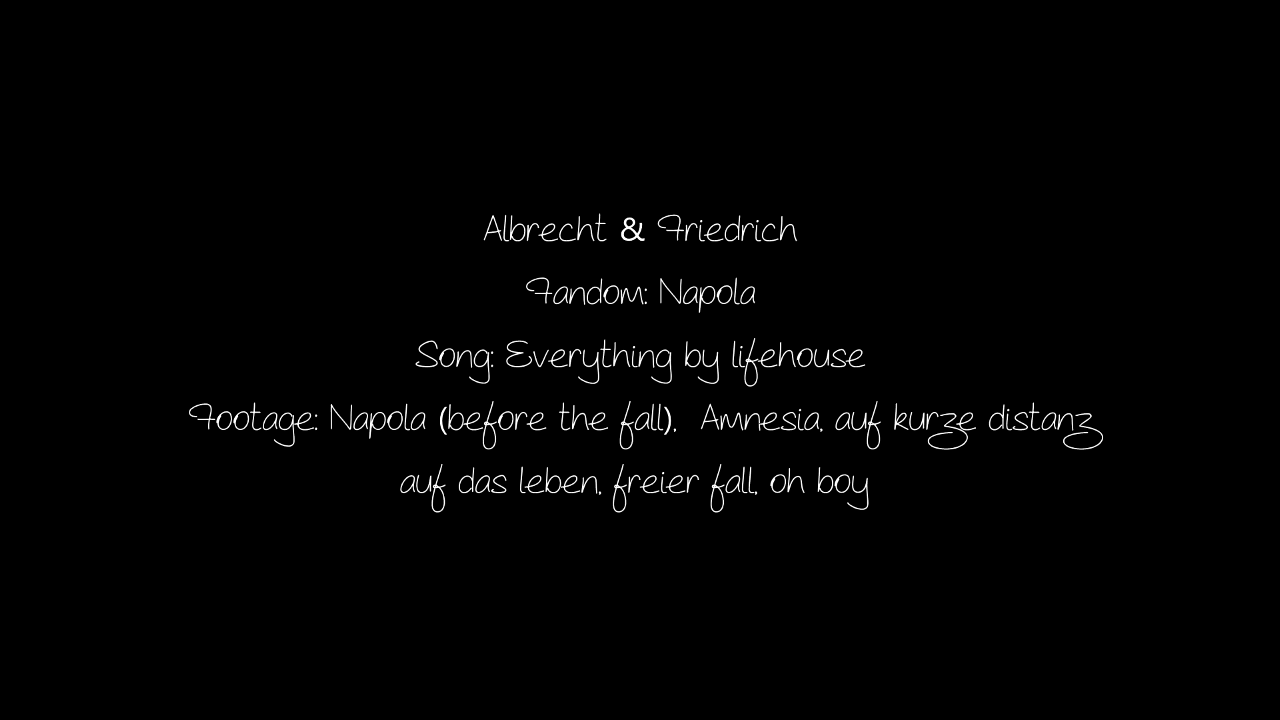 Albrecht & Friedrich
Fandom: Napola
Song: Everything by lifehouse
Footage: Napola (before the fall), Amnesia, auf kurze distanz
auf das leben, freier fall, oh boy